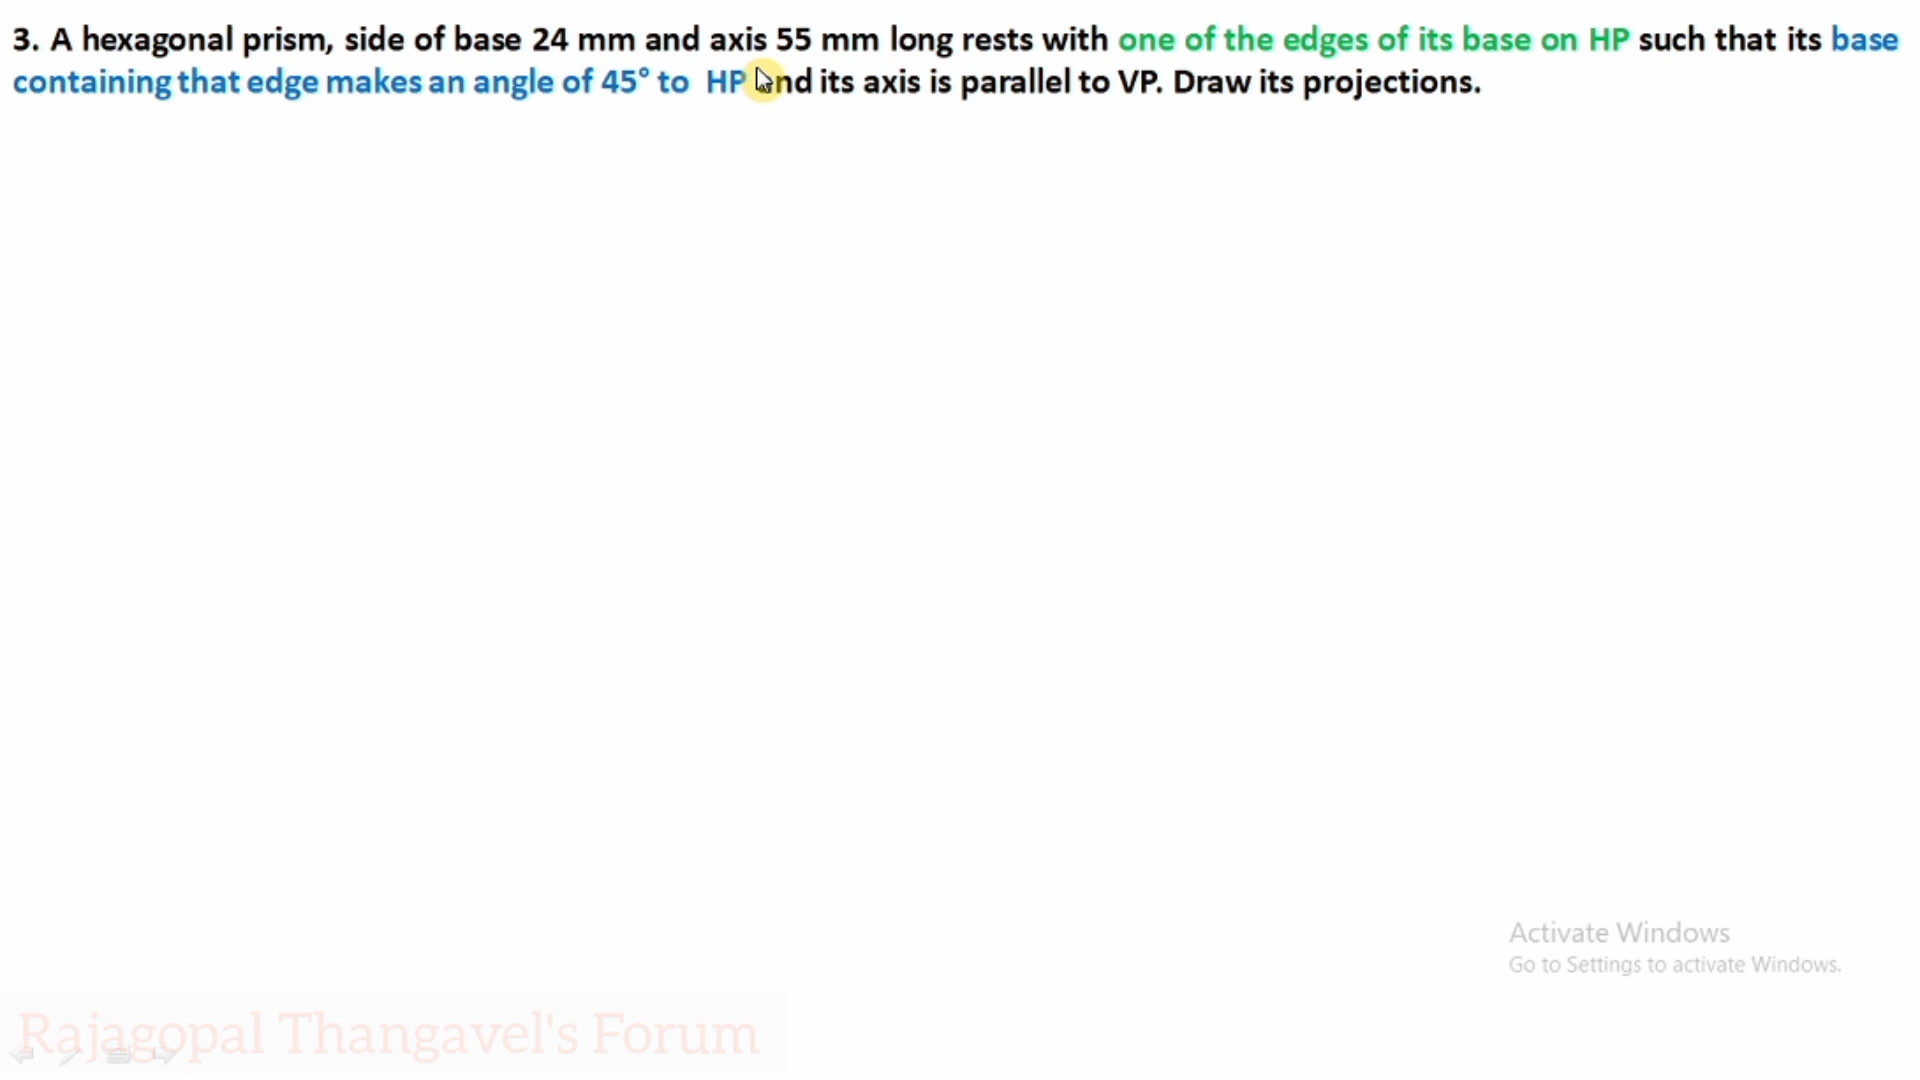 3. A hexagonal prism, side of base 24 mm and axis 55 mm long rests with one of the edges of its base on HP such that its base
containing that edge makes an angle of 45° to HP and its axis is parallel to VP. Draw its projections.
Activate Windows
Go to Settings to activate Windows.
Rajagopal Thangavel's Forum